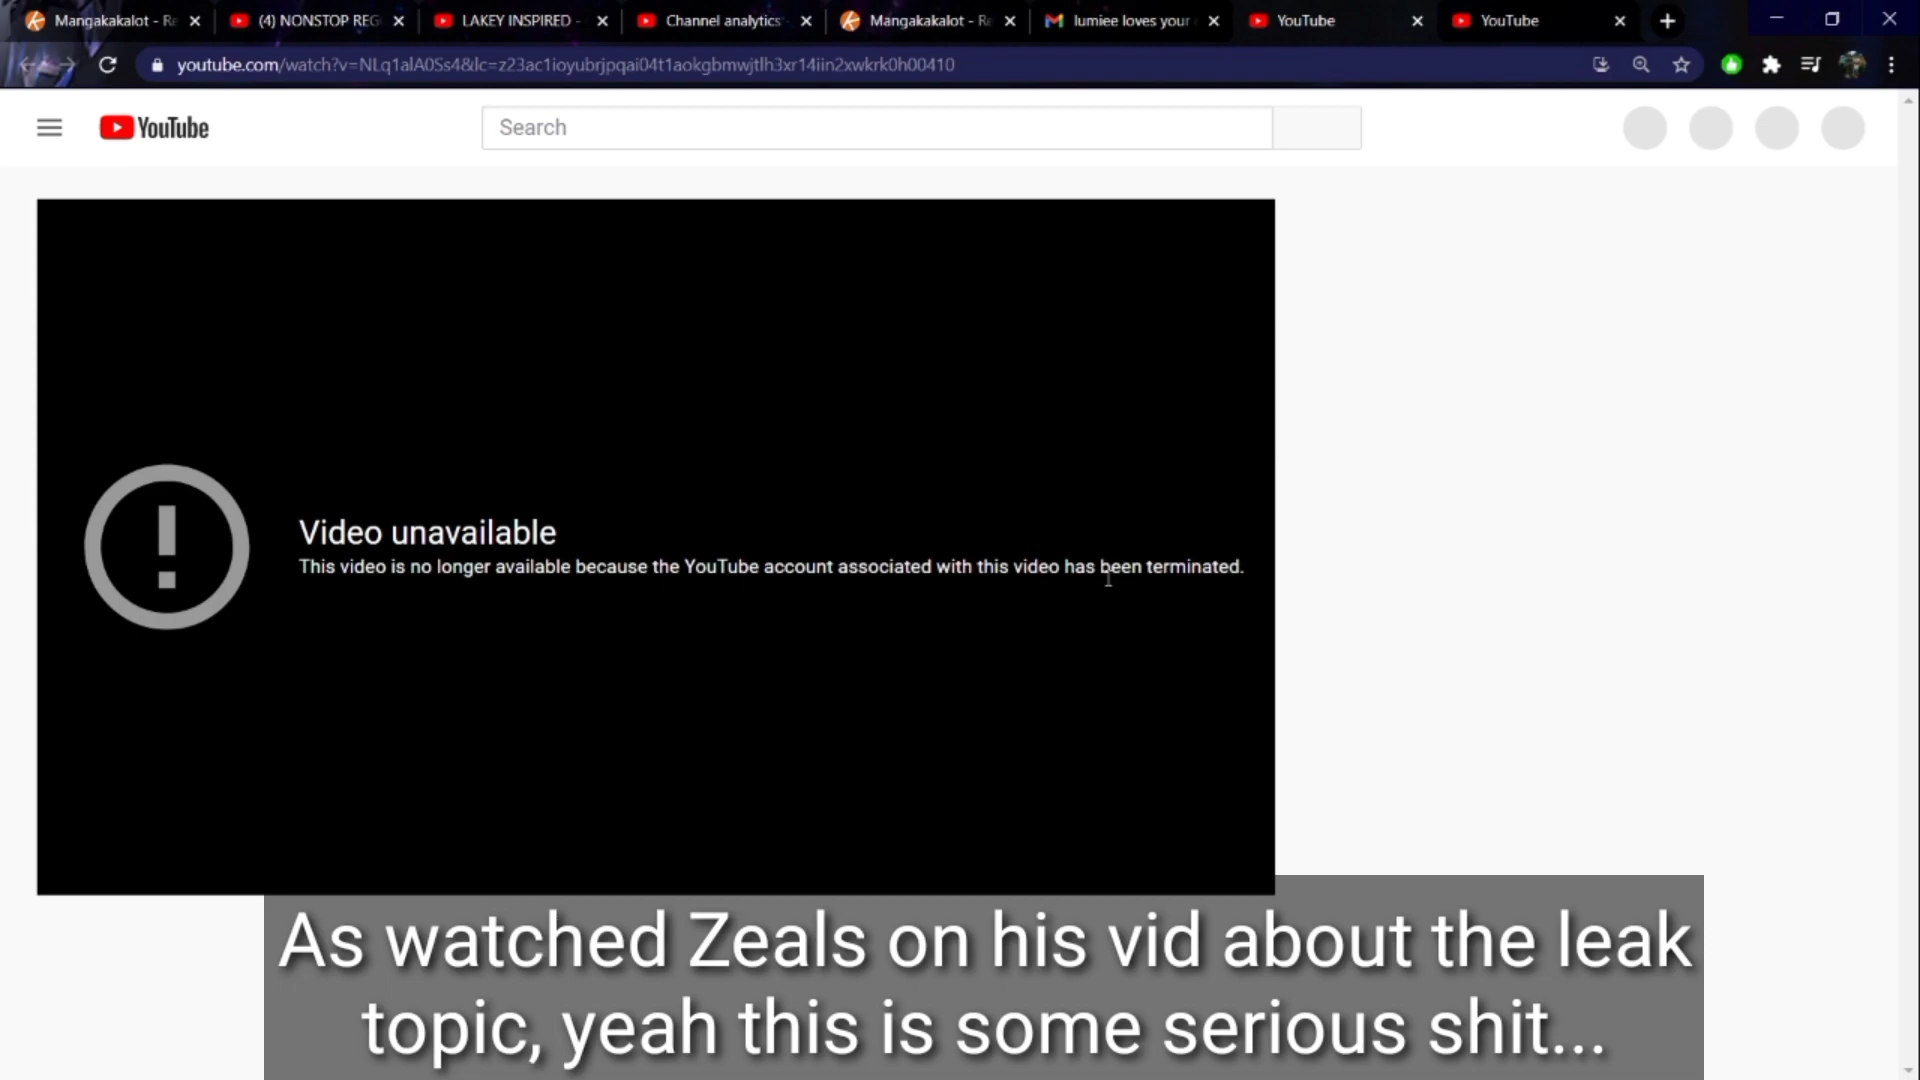 Mangakakalot - Re
(4) NONSTOP REG
LAKEY INSPIRED -
Channel analytics
Mangakakalot - Re
lumiee loves your
YouTube
YouTube
youtube.com/watch?v=NLq1alA0Ss4&lc=z23ac1ioyubrjpqai04t1aokgbmwjtlh3xr14iin2xwkrk0h00410
YouTube
Search
Video unavailable
This video is no longer available because the YouTube account associated with this video has been terminated.
As watched Zeals on his vid about the leak
topic, yeah this is some serious shit...